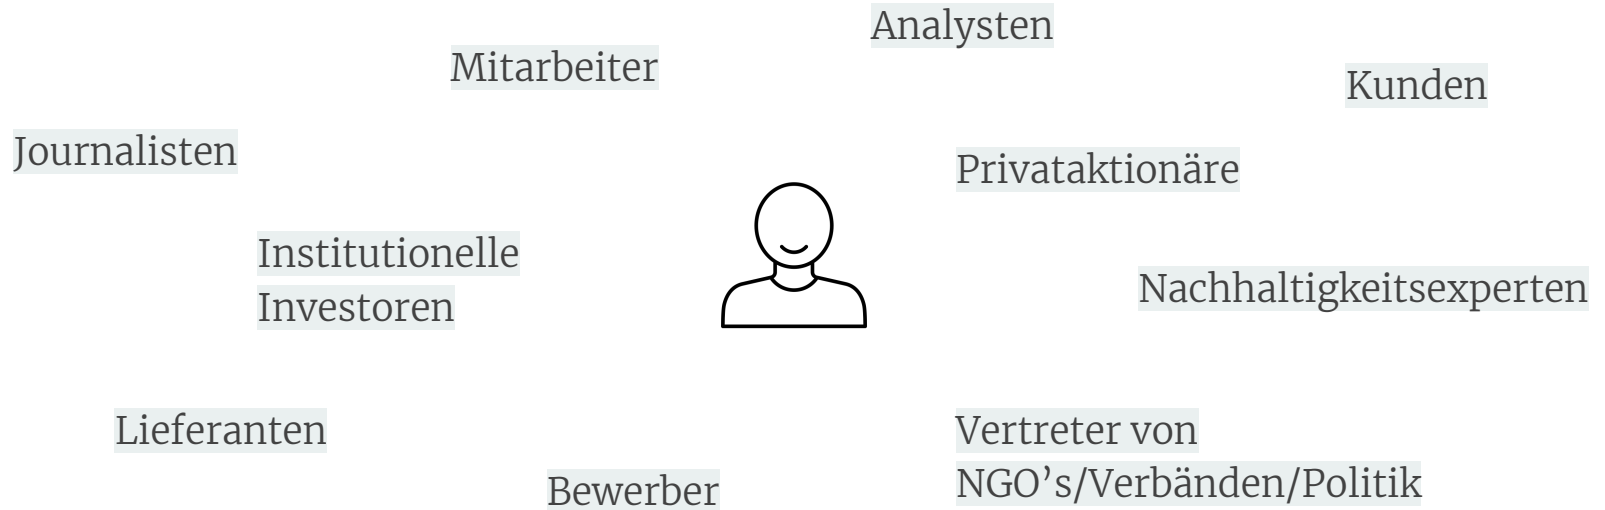 Analysten
Mitarbeiter
Kunden
Journalisten
Privataktionäre
Institutionelle
Investoren
Nachhaltigkeitsexperten
Lieferanten
Vertreter von
NGO’s/Verbänden/Politik
Bewerber